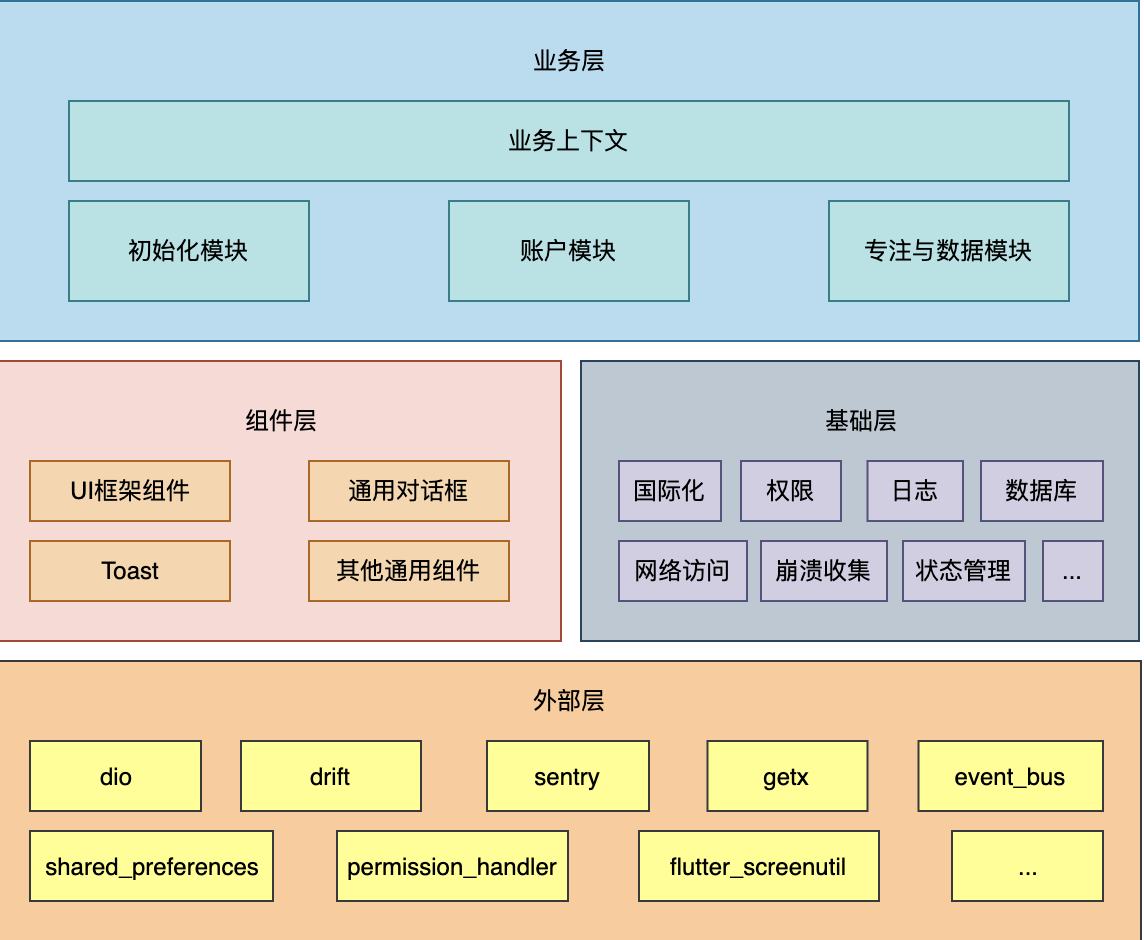 业务层
业务上下文
初始化模块
账户模块
专注与数据模块
组件层
UI框架组件
通用对话框
Toast
其他通用组件
基础层
国际化
权限
日志
数据库
网络访问
崩溃收集
状态管理
...
外部层
dio
drift
sentry
getx
event_bus
shared_preferences
permission_handler
flutter_screenutil
...